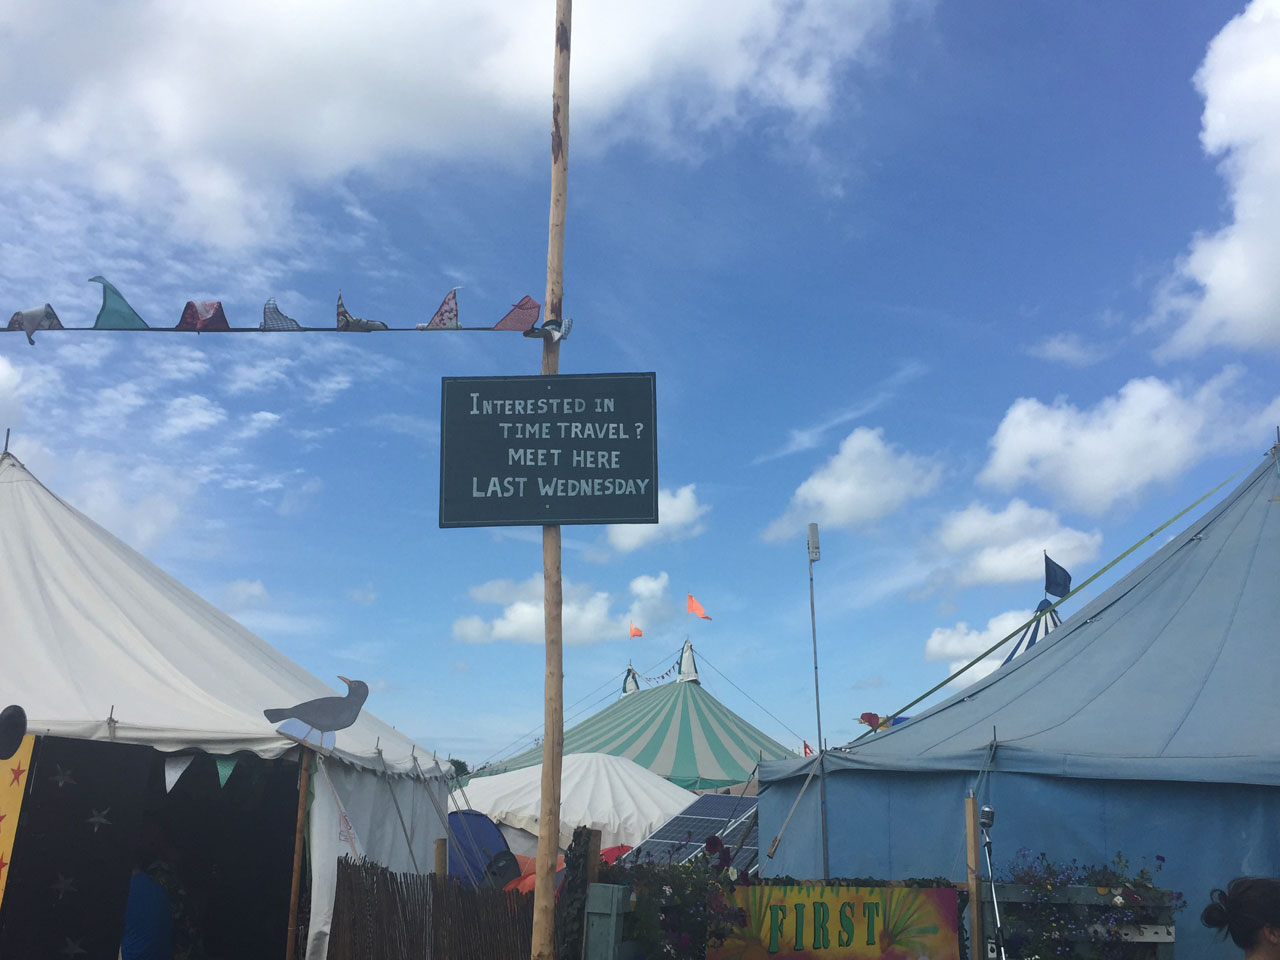 INTERESTED IN
TIME TRAVEL?
MEET HERE
LAST WEDNESDAY
FIRST